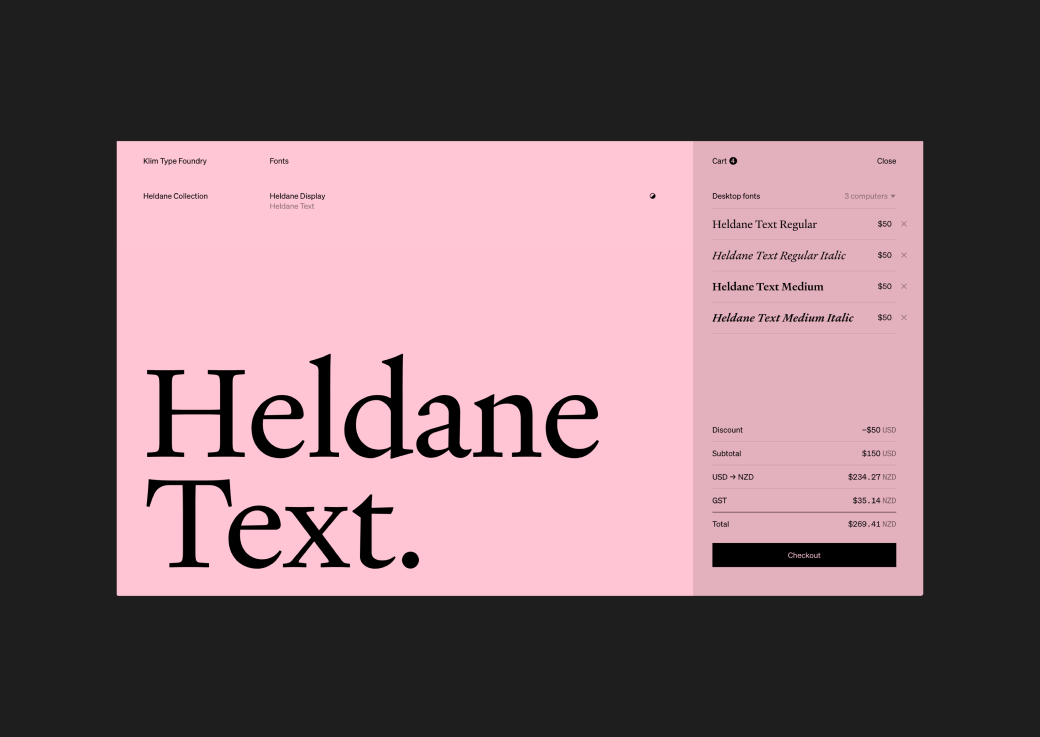 Klim Type Foundry
Fonts
Heldane Collection
Heldane Display
Heldane Text
Heldane
Text.
Cart 4
Close
Desktop fonts
3 computers
Heldane Text Regular $50 ×
Heldane Text Regular Italic $50 ×
Heldane Text Medium $50 ×
Heldane Text Medium Italic $50 ×
Discount −$50 USD
Subtotal $150 USD
USD → NZD $234.27 NZD
GST $35.14 NZD
Total $269.41 NZD
Checkout